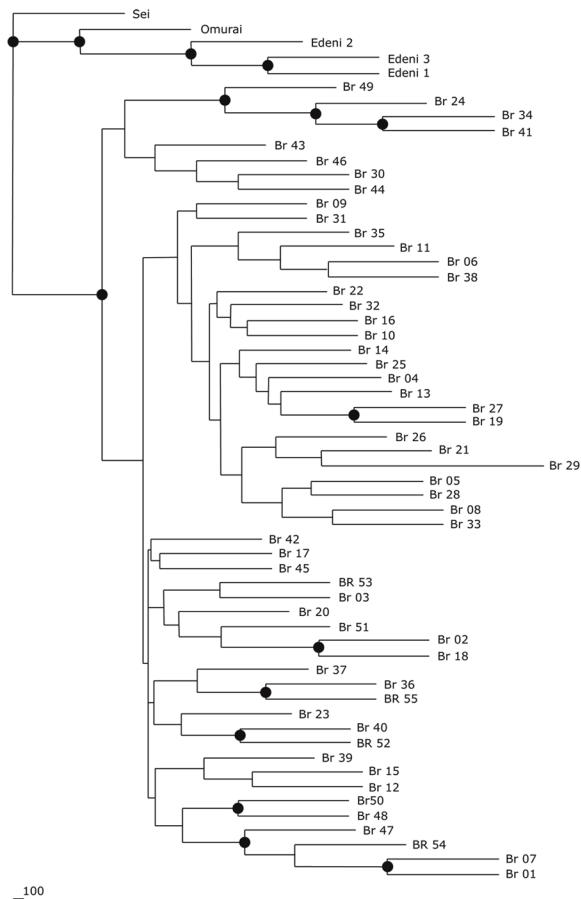 Sei
Omurai
Edeni 2
Edeni 3
Edeni 1
Br 49
Br 24
Br 34
Br 41
Br 43
Br 46
Br 30
Br 44
Br 09
Br 31
Br 35
Br 11
Br 06
Br 38
Br 22
Br 32
Br 16
Br 10
Br 14
Br 25
Br 04
Br 13
Br 27
Br 19
Br 26
Br 21
Br 29
Br 05
Br 28
Br 08
Br 33
Br 42
Br 17
Br 45
BR 53
Br 03
Br 20
Br 51
Br 02
Br 18
Br 37
Br 36
BR 55
Br 23
Br 40
BR 52
Br 39
Br 15
Br 12
Br50
Br 48
Br 47
BR 54
Br 07
Br 01
100